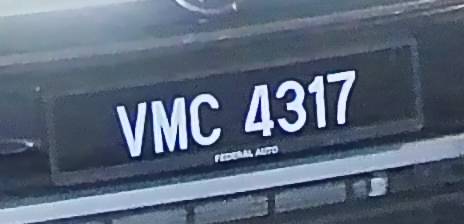 VMC 4317
FEDERAL AUTO